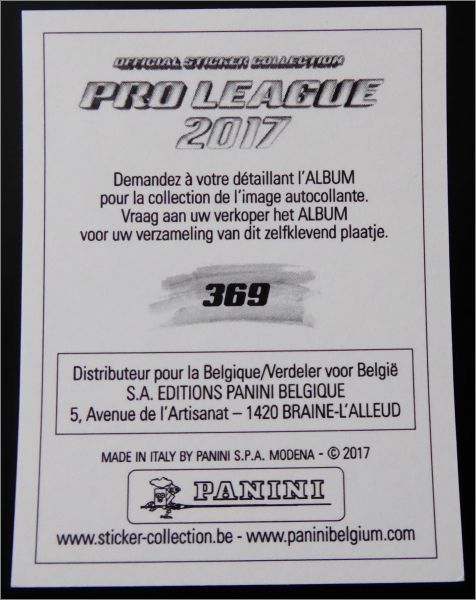 OFFICIAL STICKER COLLECTION
PRO LEAGUE
2017
Demandez à votre détaillant l'ALBUM
pour la collection de l'image autocollante.
Vraag aan uw verkoper het ALBUM
voor uw verzameling van dit zelfklevend plaatje.
369
Distributeur pour la Belgique/Verdeler voor België
S.A. EDITIONS PANINI BELGIQUE
5, Avenue de l'Artisanat – 1420 BRAINE-L'ALLEUD
MADE IN ITALY BY PANINI S.P.A. MODENA - © 2017
PANINI
www.sticker-collection.be - www.paninibelgium.com